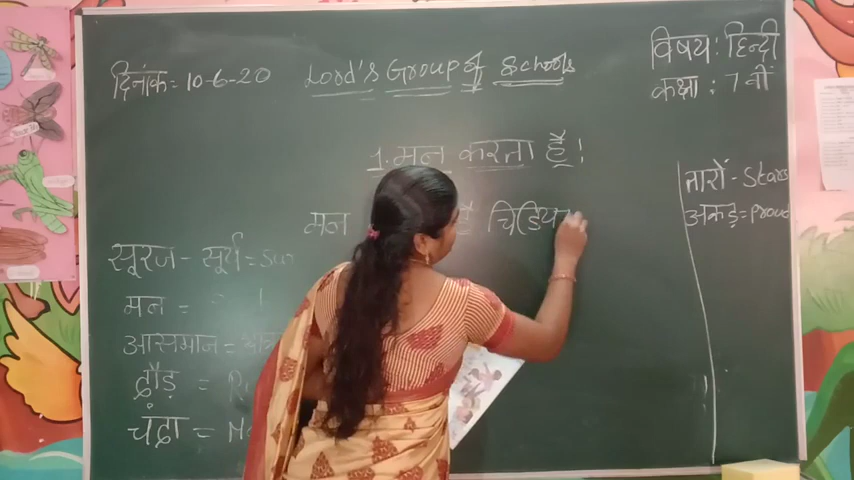 दिनांक= 10-6-20 Lord's Group of Schools
विषय: हिन्दी
कक्षा : 7 वी
1. मन करता है!
तारों - Stars
मन है चिडिय
अकड़ = Proud
सूरज - सूर्य = Sun
मन =
आसमान =
दौड़ =
चंदा =